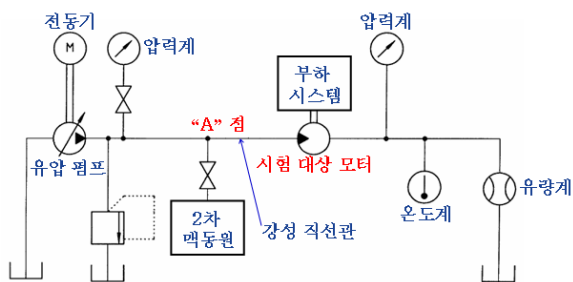 전동기
M
압력계
압력계
부하
시스템
"A" 점
유압 펌프
시험 대상 모터
2차
맥동원
강성 직선관
온도계
유량계